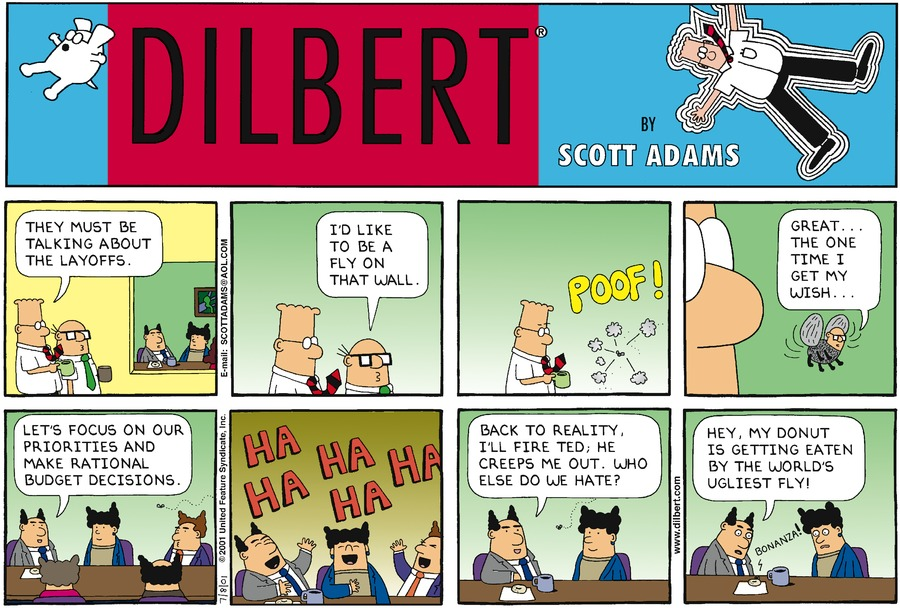 DILBERT®
BY
SCOTT ADAMS
THEY MUST BE
TALKING ABOUT
THE LAYOFFS.
E-mail: SCOTTADAMS@AOL.COM
I'D LIKE
TO BE A
FLY ON
THAT WALL.
POOF!
GREAT...
THE ONE
TIME I
GET MY
WISH...
LET'S FOCUS ON OUR
PRIORITIES AND
MAKE RATIONAL
BUDGET DECISIONS.
7/8/01 © 2001 United Feature Syndicate, Inc.
HA
HA
HA
HA
HA
BACK TO REALITY,
I'LL FIRE TED; HE
CREEPS ME OUT. WHO
ELSE DO WE HATE?
www.dilbert.com
HEY, MY DONUT
IS GETTING EATEN
BY THE WORLD'S
UGLIEST FLY!
BONANZA!